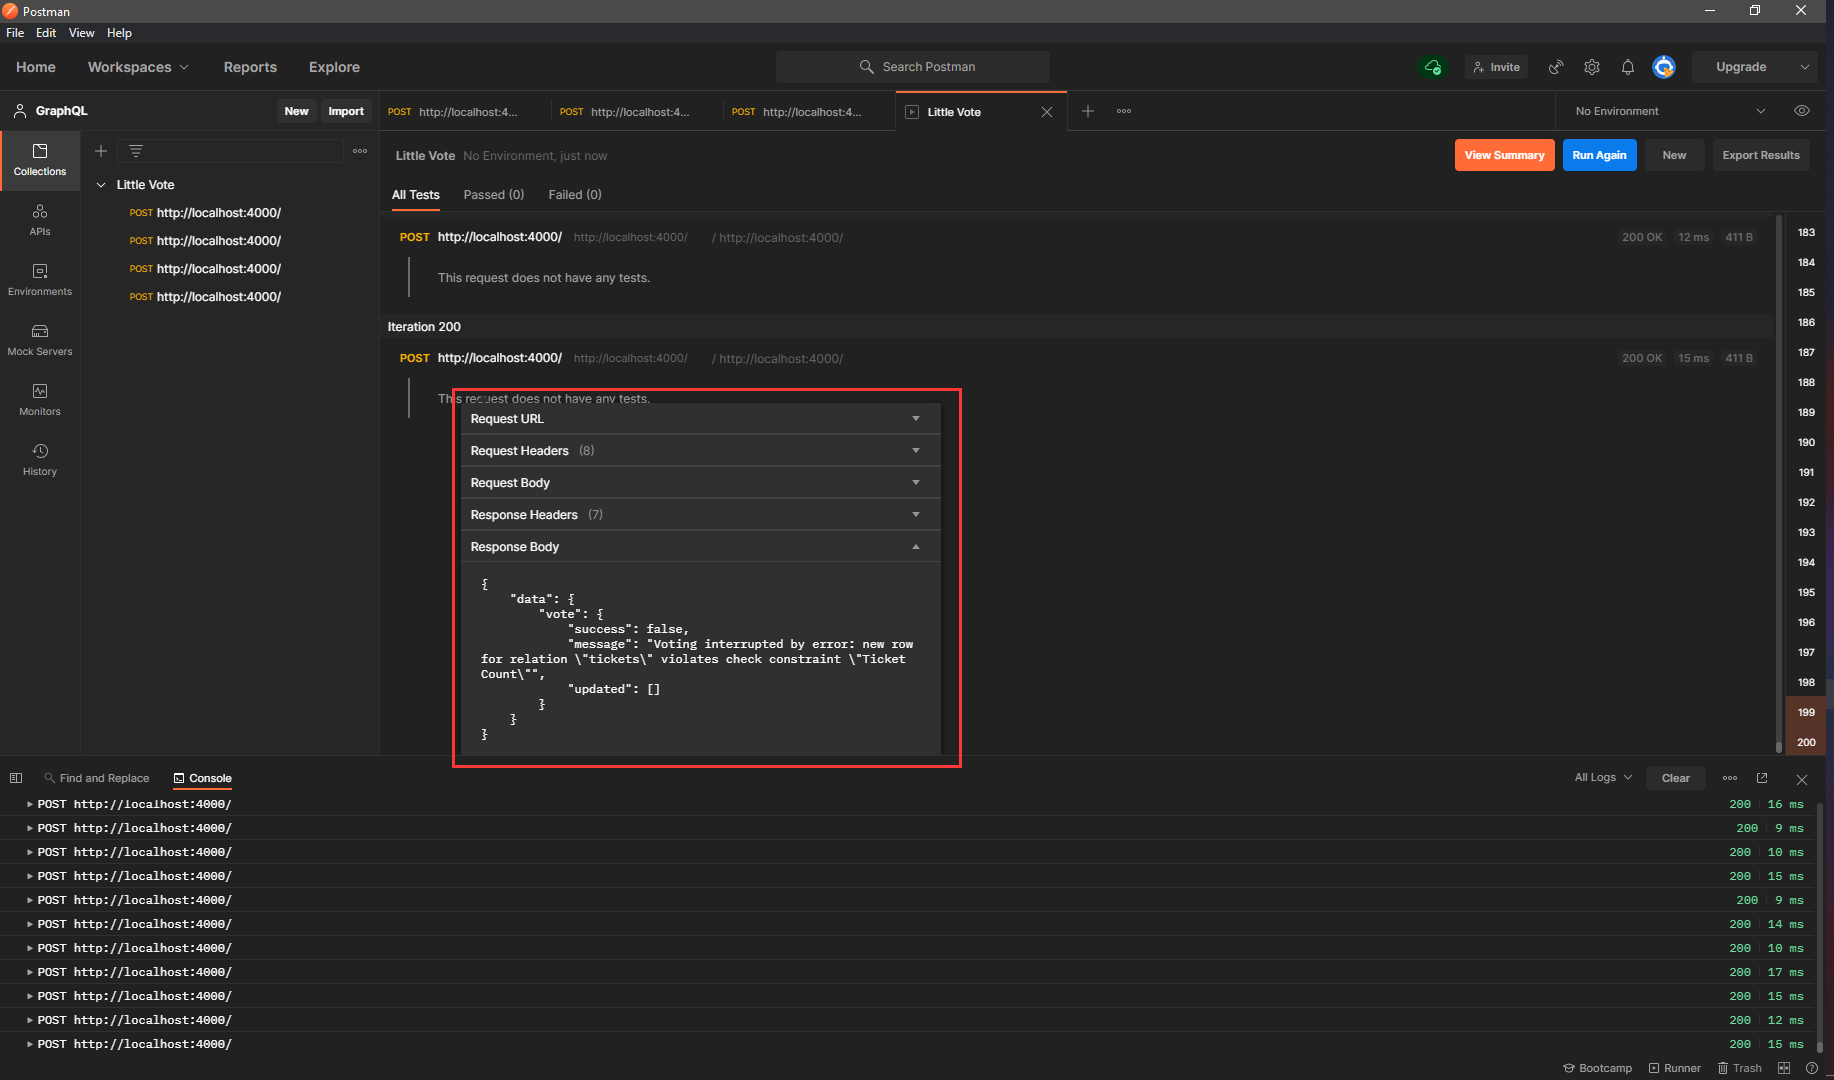 Postman
File Edit View Help
Home Workspaces Reports Explore Search Postman Invite Upgrade
GraphQL New Import
POST http://localhost:4... POST http://localhost:4... POST http://localhost:4... Little Vote No Environment
Collections
APIs
Environments
Mock Servers
Monitors
History
Little Vote
POST http://localhost:4000/
POST http://localhost:4000/
POST http://localhost:4000/
POST http://localhost:4000/
Little Vote No Environment, just now View Summary Run Again New Export Results
All Tests Passed (0) Failed (0)
POST http://localhost:4000/ http://localhost:4000/ / http://localhost:4000/ 200 OK 12 ms 411 B
This request does not have any tests.
Iteration 200
POST http://localhost:4000/ http://localhost:4000/ / http://localhost:4000/ 200 OK 15 ms 411 B
This request does not have any tests.
Request URL
Request Headers (8)
Request Body
Response Headers (7)
Response Body
{
"data": {
"vote": {
"success": false,
"message": "Voting interrupted by error: new row
for relation \"tickets\" violates check constraint \"Ticket
Count\"",
"updated": []
}
}
}
183
184
185
186
187
188
189
190
191
192
193
194
195
196
197
198
199
200
Find and Replace Console All Logs Clear
POST http://localhost:4000/ 200 16 ms
POST http://localhost:4000/ 200 9 ms
POST http://localhost:4000/ 200 10 ms
POST http://localhost:4000/ 200 15 ms
POST http://localhost:4000/ 200 9 ms
POST http://localhost:4000/ 200 14 ms
POST http://localhost:4000/ 200 10 ms
POST http://localhost:4000/ 200 17 ms
POST http://localhost:4000/ 200 15 ms
POST http://localhost:4000/ 200 12 ms
POST http://localhost:4000/ 200 15 ms
Bootcamp Runner Trash